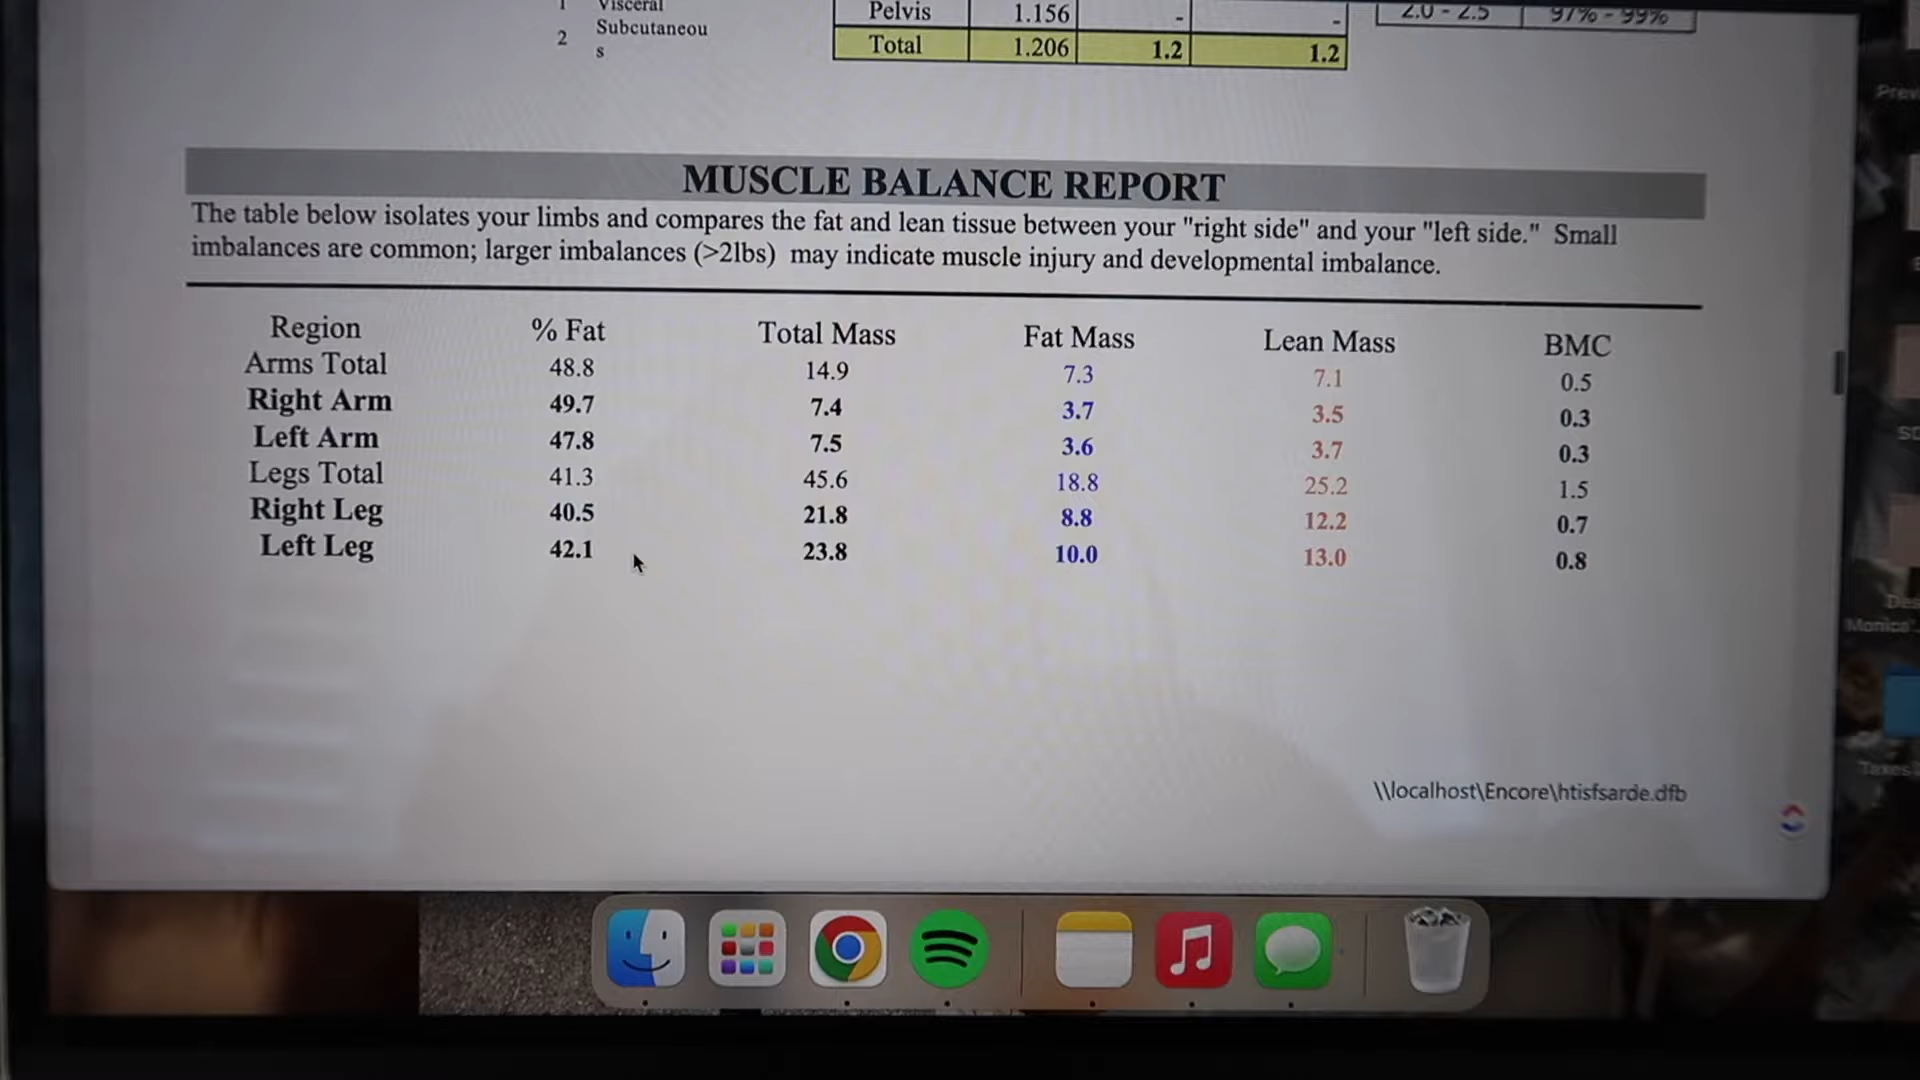 1 Visceral
2 Subcutaneou
s
Pelvis 1.156 - -
Total 1.206 1.2 1.2
2.0 - 2.5 97% - 99%
MUSCLE BALANCE REPORT
The table below isolates your limbs and compares the fat and lean tissue between your "right side" and your "left side." Small
imbalances are common; larger imbalances (>2lbs) may indicate muscle injury and developmental imbalance.
Region % Fat Total Mass Fat Mass Lean Mass BMC
Arms Total 48.8 14.9 7.3 7.1 0.5
Right Arm 49.7 7.4 3.7 3.5 0.3
Left Arm 47.8 7.5 3.6 3.7 0.3
Legs Total 41.3 45.6 18.8 25.2 1.5
Right Leg 40.5 21.8 8.8 12.2 0.7
Left Leg 42.1 23.8 10.0 13.0 0.8
\\localhost\Encore\htisfsarde.dfb